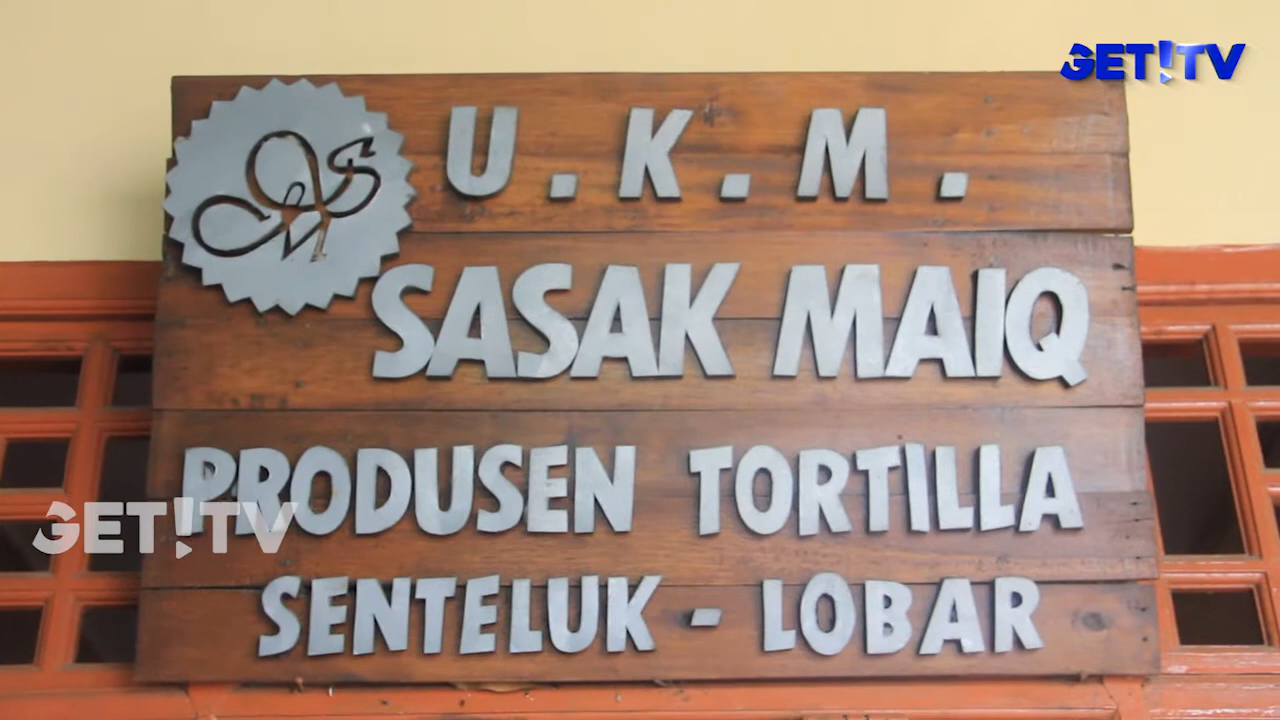 GET!TV
U.K.M.
SASAK MAIQ
PRODUSEN TORTILLA
GET!TV
SENTELUK - LOBAR